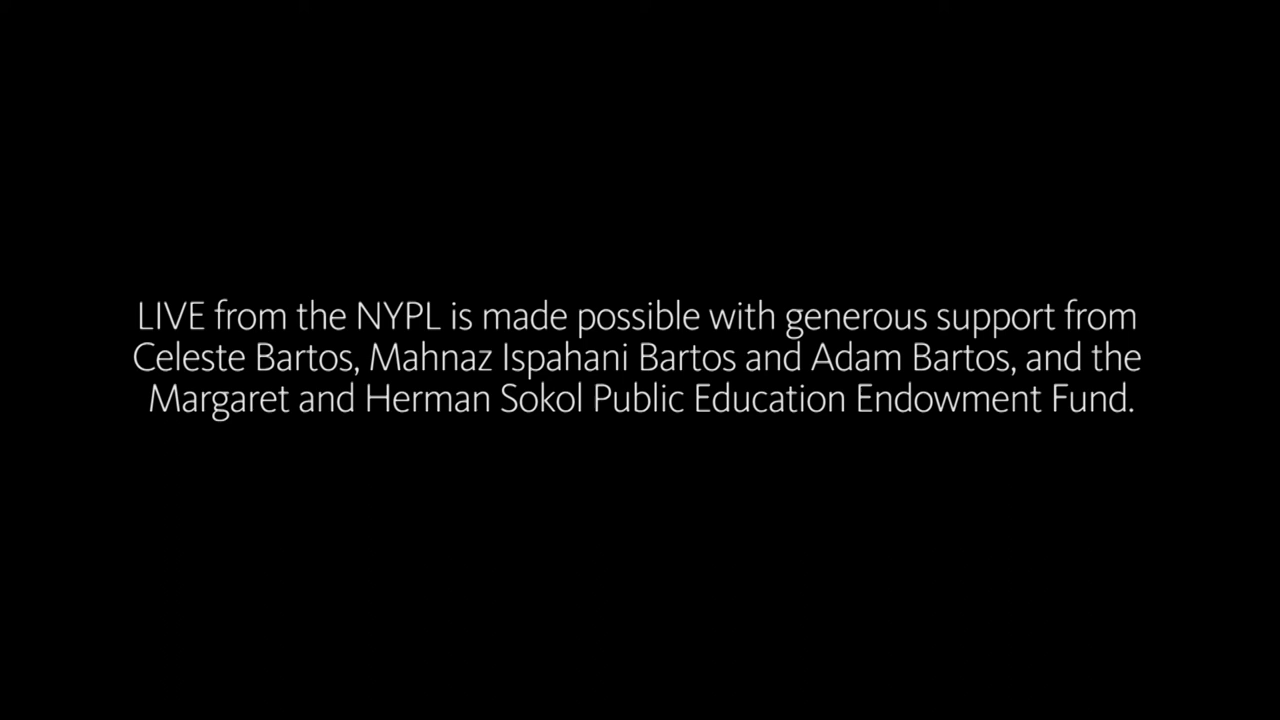 LIVE from the NYPL is made possible with generous support from
Celeste Bartos, Mahnaz Ispahani Bartos and Adam Bartos, and the
Margaret and Herman Sokol Public Education Endowment Fund.